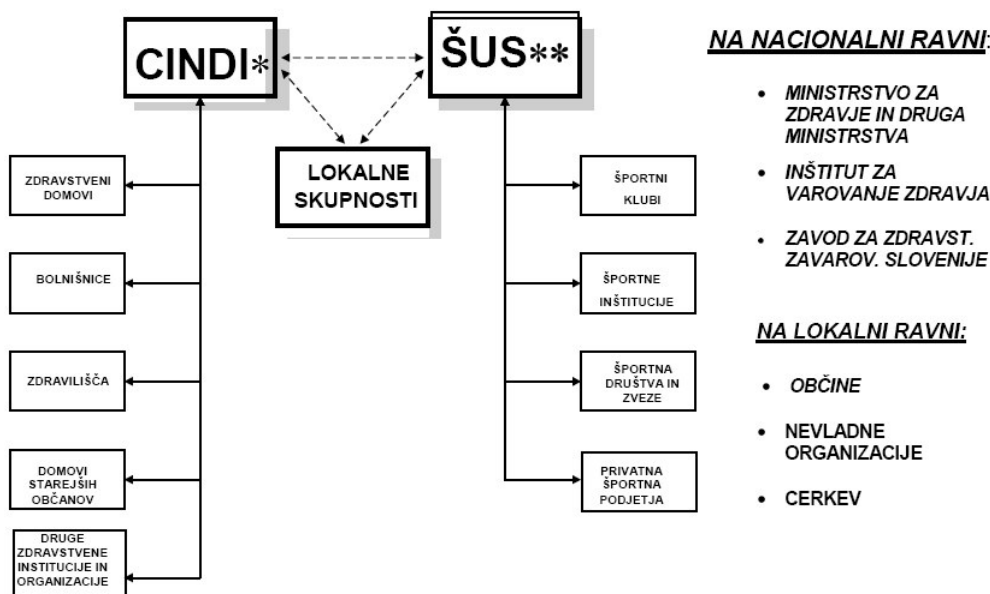 CINDI*
ŠUS**
LOKALNE
SKUPNOSTI
ZDRAVSTVENI
DOMOVI
BOLNIŠNICE
ZDRAVILIŠČA
DOMOVI
STAREJŠIH
OBČANOV
DRUGE
ZDRAVSTVENE
INSTITUCIJE IN
ORGANIZACIJE
ŠPORTNI
KLUBI
ŠPORTNE
INŠTITUCIJE
ŠPORTNA
DRUŠTVA IN
ZVEZE
PRIVATNA
ŠPORTNA
PODJETJA
NA NACIONALNI RAVNI:
• MINISTRSTVO ZA
ZDRAVJE IN DRUGA
MINISTRSTVA
• INŠTITUT ZA
VAROVANJE ZDRAVJA
• ZAVOD ZA ZDRAVST.
ZAVAROV. SLOVENIJE
NA LOKALNI RAVNI:
• OBČINE
• NEVLADNE
ORGANIZACIJE
• CERKEV